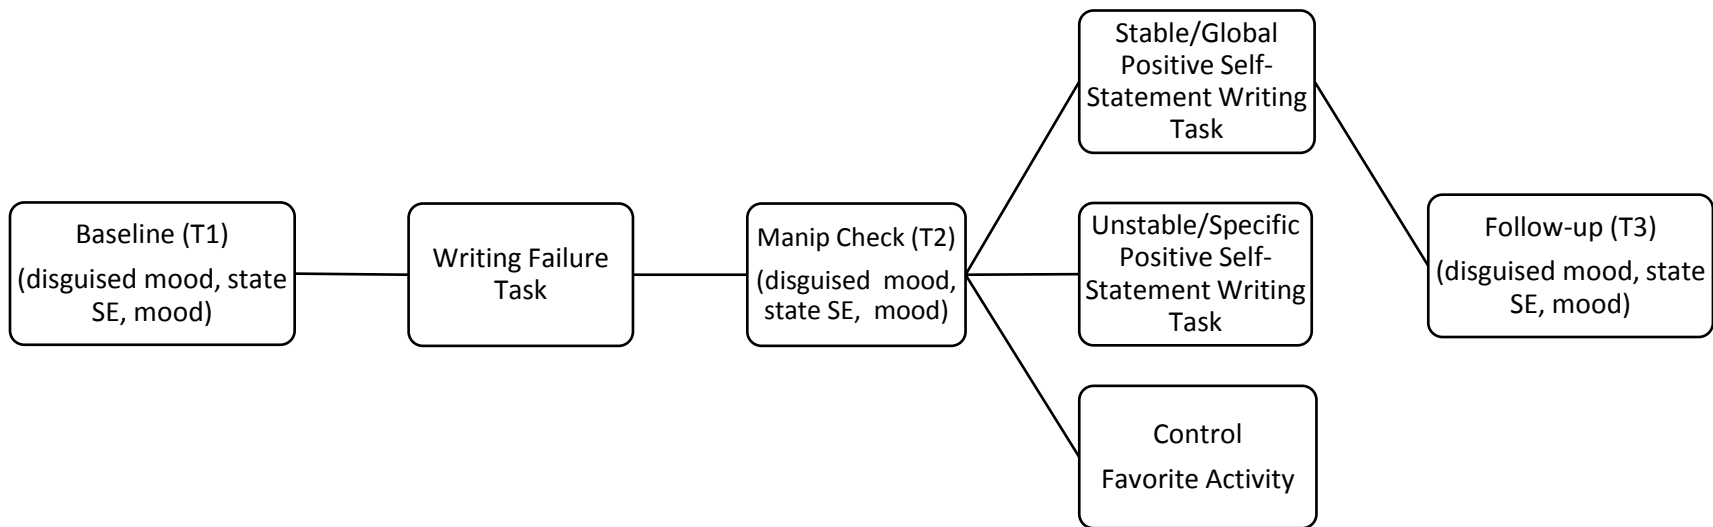 Baseline (T1)
(disguised mood, state
SE, mood)
Writing Failure
Task
Manip Check (T2)
(disguised mood,
state SE, mood)
Stable/Global
Positive Self-
Statement Writing
Task
Unstable/Specific
Positive Self-
Statement Writing
Task
Control
Favorite Activity
Follow-up (T3)
(disguised mood, state
SE, mood)